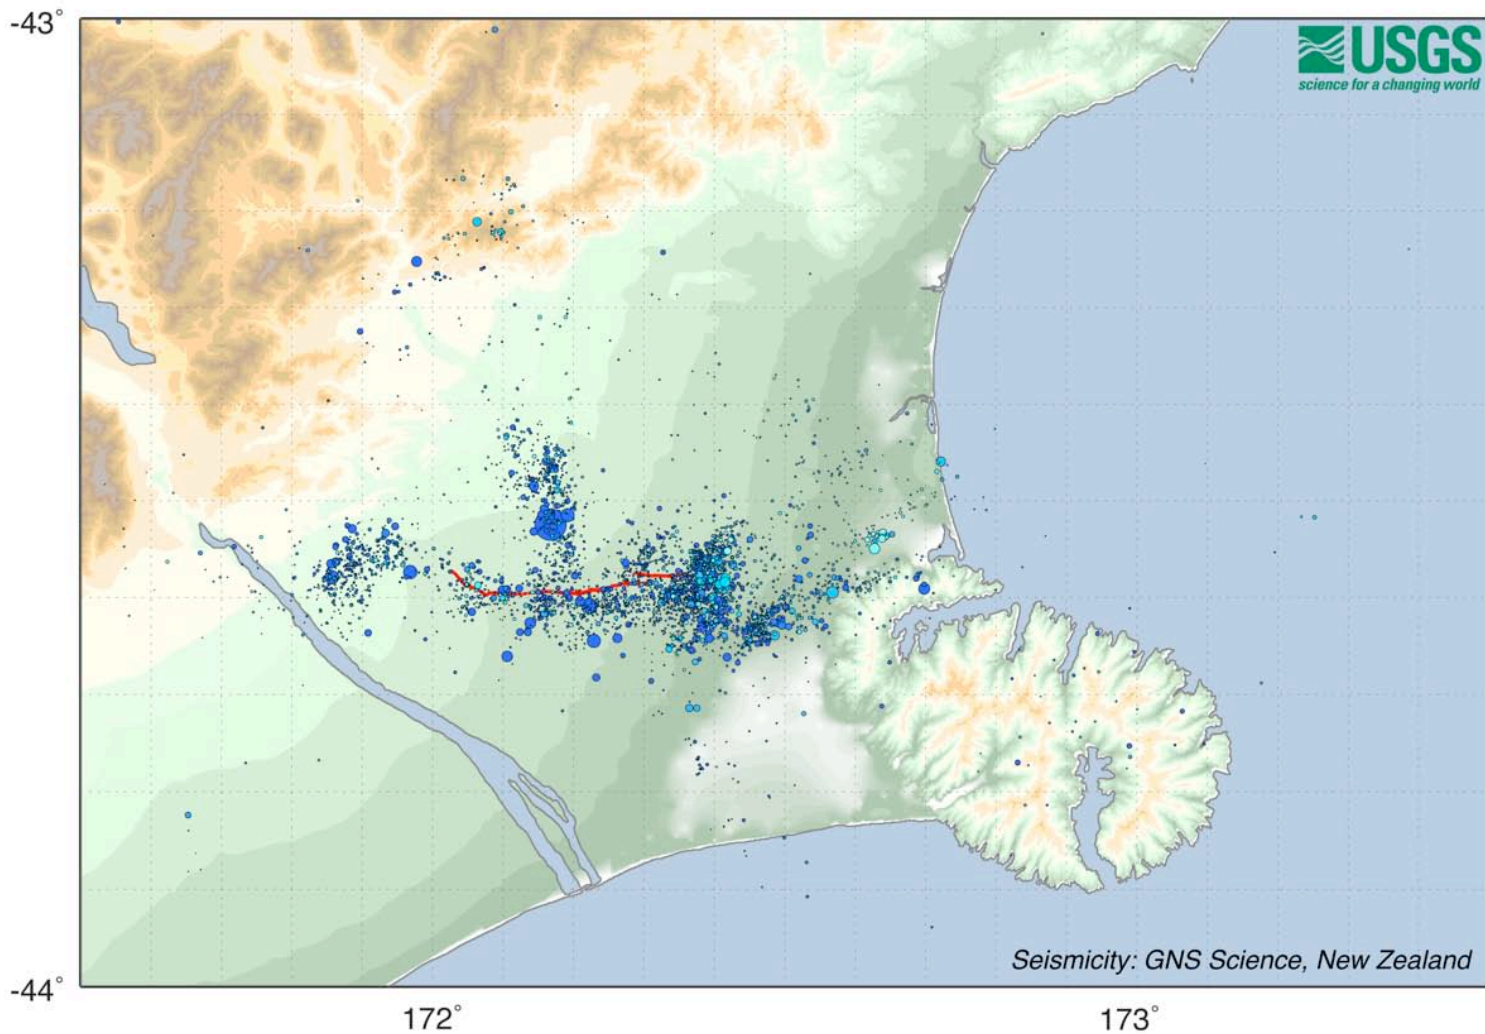 -43°
USGS
science for a changing world
Seismicity: GNS Science, New Zealand
-44°
172°
173°